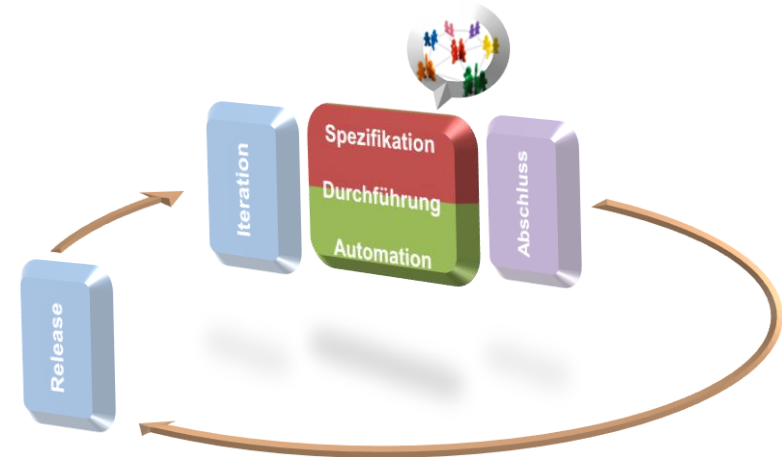 Release
Iteration
Spezifikation
Durchführung
Automation
Abschluss